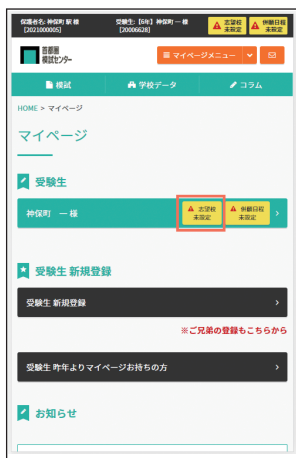 保護者名: 神保町 駅 様
[2021000005]
受験生:【6年】神保町 一 様
[20006628]
志望校
未設定
併願日程
未設定
首都圏
模試センター
マイページメニュー
模試
学校データ
コラム
HOME > マイページ
マイページ
受験生
神保町 一 様
志望校
未設定
併願日程
未設定
受験生 新規登録
受験生 新規登録
※ご兄弟の登録もこちらから
受験生 昨年よりマイページお持ちの方
お知らせ